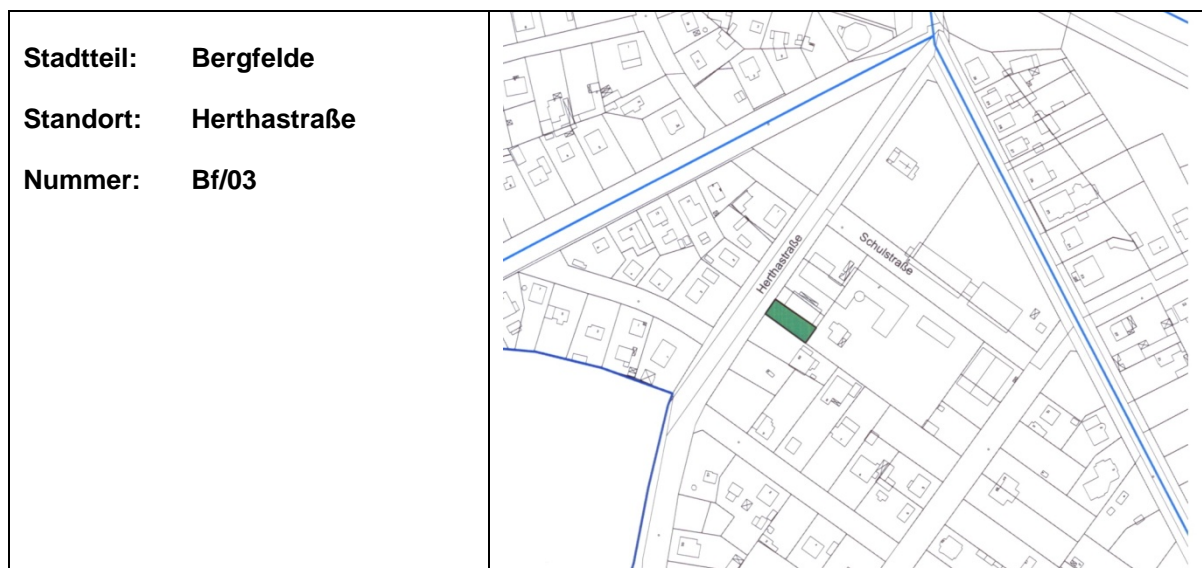 Stadtteil: Bergfelde
Standort: Herthastraße
Nummer: Bf/03
Herthastraße
Schulstraße